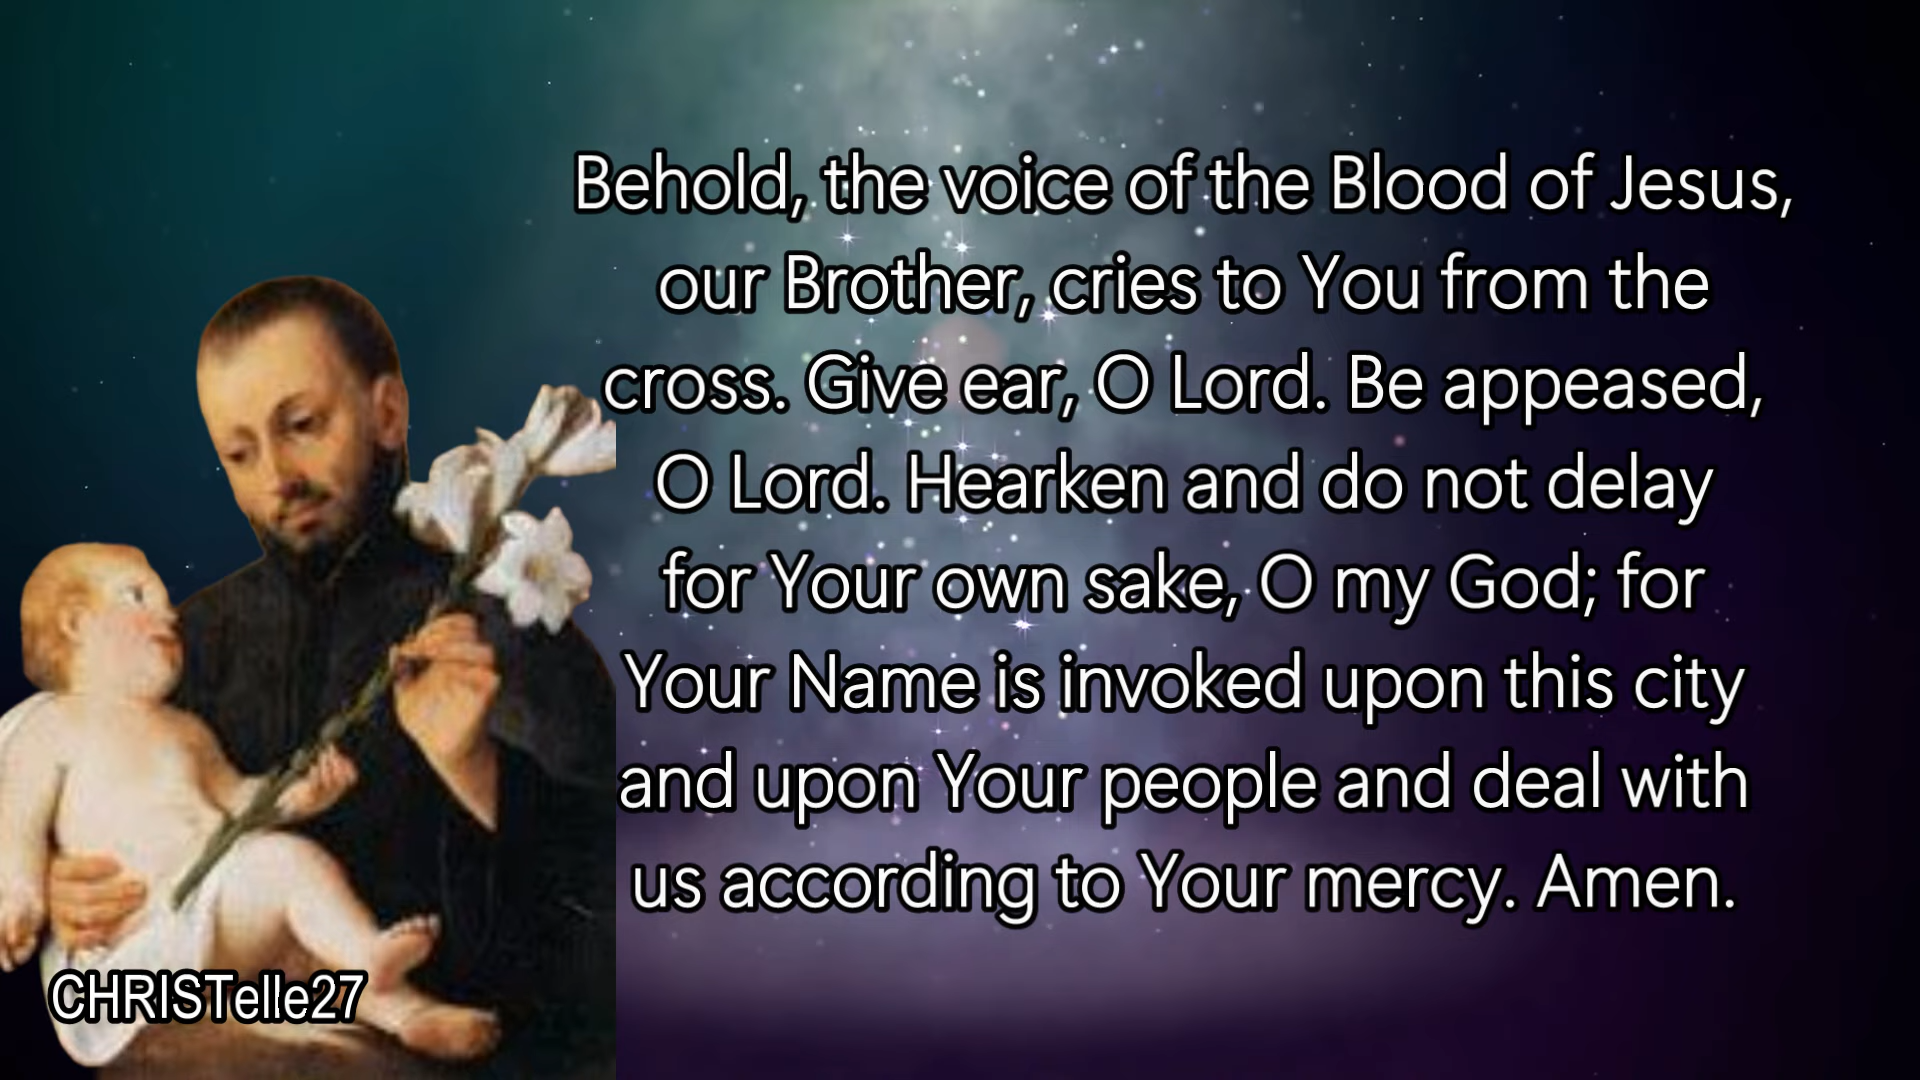 Behold, the voice of the Blood of Jesus,
our Brother, cries to You from the
cross. Give ear, O Lord. Be appeased,
O Lord. Hearken and do not delay
for Your own sake, O my God; for
Your Name is invoked upon this city
and upon Your people and deal with
us according to Your mercy. Amen.
CHRISTelle27